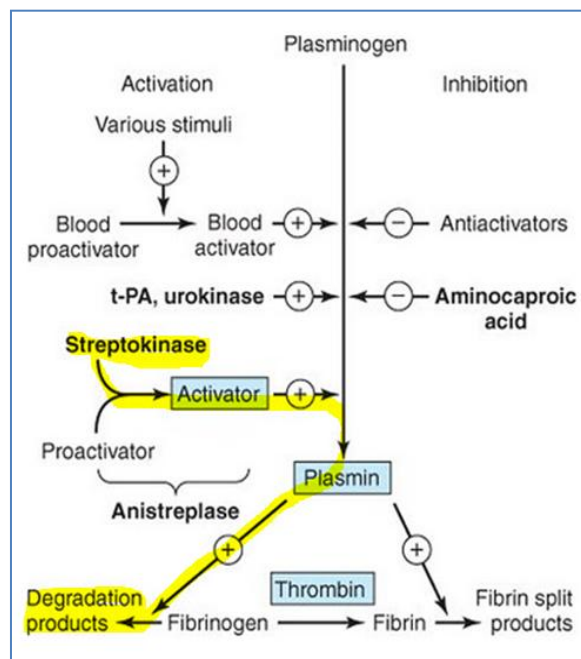 Plasminogen
Activation
Inhibition
Various stimuli
+
Blood
proactivator
Blood
activator
+
−
Antiactivators
t-PA, urokinase
+
−
Aminocaproic
acid
Streptokinase
Activator
+
Proactivator
Plasmin
Anistreplase
+
+
Thrombin
Degradation
products
Fibrinogen
Fibrin
Fibrin split
products